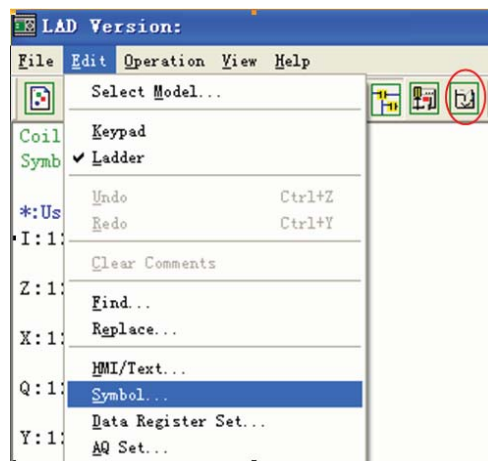 LAD Version:
File Edit Operation View Help
Select Model...
Coil
Keypad
Symb ✔ Ladder
Undo Ctrl+Z
*:Us
Redo Ctrl+Y
I:1
Clear Comments
Z:1
Find...
Replace...
X:1
HMI/Text...
Q:1
Symbol...
Data Register Set...
Y:1
AQ Set...